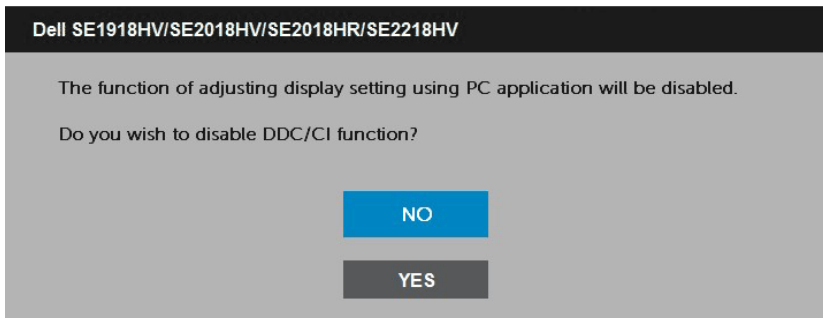 Dell SE1918HV/SE2018HV/SE2018HR/SE2218HV
The function of adjusting display setting using PC application will be disabled.
Do you wish to disable DDC/CI function?
NO
YES